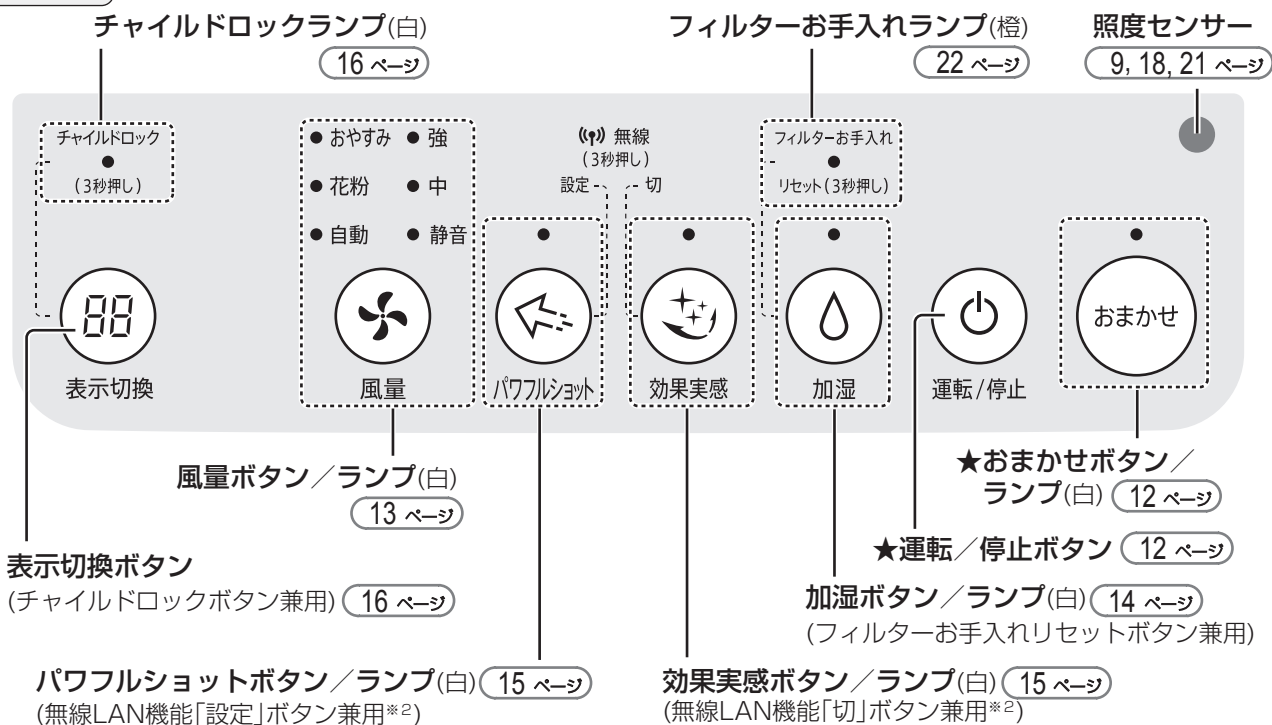 チャイルドロックランプ(白)
16 ページ
フィルターお手入れランプ(橙)
22 ページ
照度センサー
9, 18, 21 ページ
チャイルドロック
(3秒押し)
おやすみ 強
花粉 中
自動 静音
無線
(3秒押し)
設定 切
フィルターお手入れ
リセット(3秒押し)
88
表示切換
風量
パワフルショット
効果実感
加湿
運転/停止
おまかせ
風量ボタン/ランプ(白)
13 ページ
★おまかせボタン/
ランプ(白) 12 ページ
★運転/停止ボタン 12 ページ
表示切換ボタン
(チャイルドロックボタン兼用) 16 ページ
加湿ボタン/ランプ(白) 14 ページ
(フィルターお手入れリセットボタン兼用)
パワフルショットボタン/ランプ(白) 15 ページ
(無線LAN機能「設定」ボタン兼用※2)
効果実感ボタン/ランプ(白) 15 ページ
(無線LAN機能「切」ボタン兼用※2)